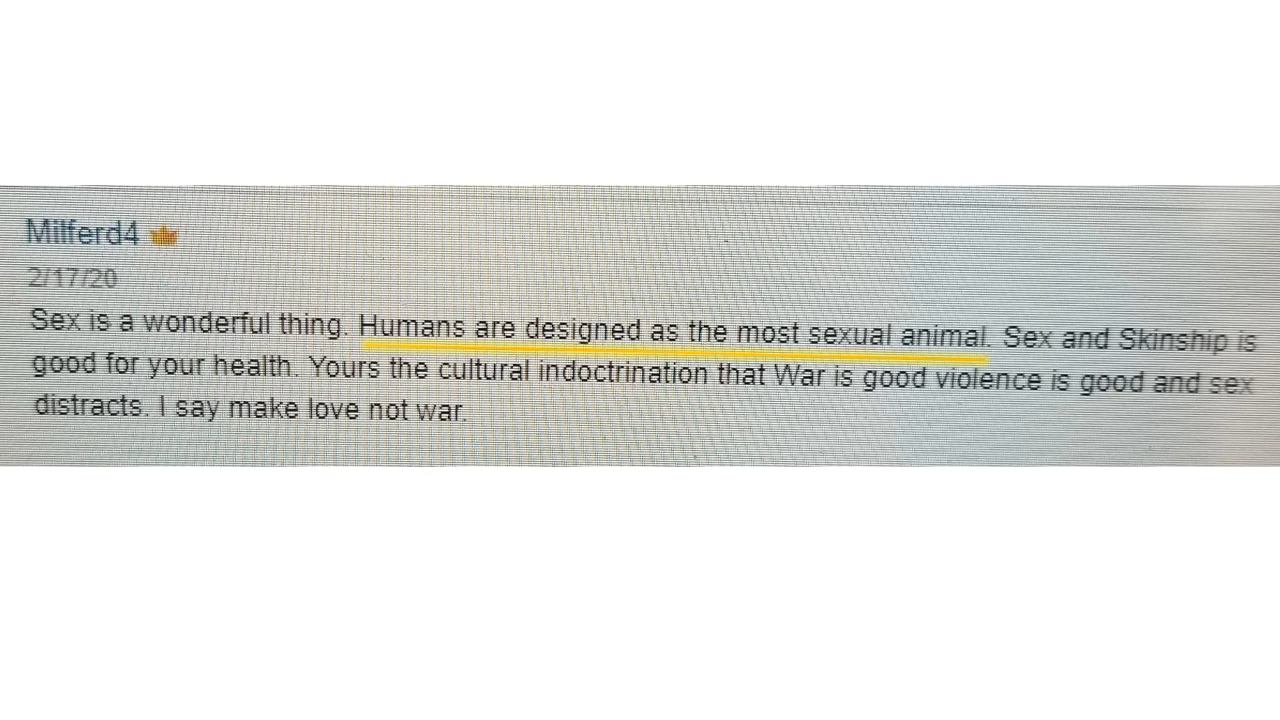 Milferd4
2/17/20
Sex is a wonderful thing. Humans are designed as the most sexual animal. Sex and Skinship is
good for your health. Yours the cultural indoctrination that War is good violence is good and sex
distracts. I say make love not war.